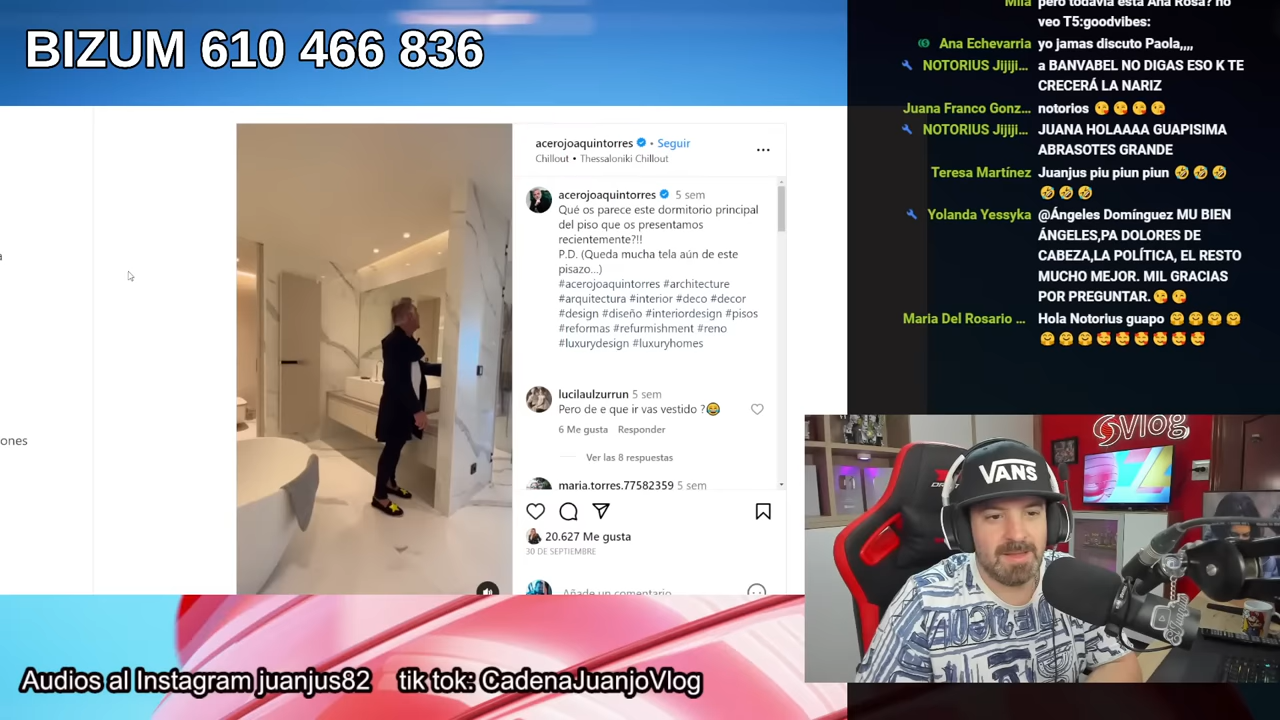 BIZUM 610 466 836
a
ones
acerojoaquintorres • Seguir
Chillout • Thessaloniki Chillout
acerojoaquintorres 5 sem
Qué os parece este dormitorio principal
del piso que os presentamos
recientemente?!!
P.D. (Queda mucha tela aún de este
pisazo...)
#acerojoaquintorres #architecture
#arquitectura #interior #deco #decor
#design #diseño #interiordesign #pisos
#reformas #refurmishment #reno
#luxurydesign #luxuryhomes
lucilaulzurrun 5 sem
Pero de e que ir vas vestido ?😂
6 Me gusta Responder
Ver las 8 respuestas
maria.torres.77582359 5 sem
20.627 Me gusta
30 DE SEPTIEMBRE
Añade un comentario
Mila pero todavía está Ana Rosa? no
veo T5:goodvibes:
Ana Echevarria yo jamas discuto Paola,,,,
NOTORIUS Jijiji... a BANVABEL NO DIGAS ESO K TE
CRECERÁ LA NARIZ
Juana Franco Gonz... notorios 😘😘😘😘
NOTORIUS Jijiji... JUANA HOLAAAA GUAPISIMA
ABRASOTES GRANDE
Teresa Martínez Juanjus piu piun piun 🤣🤣🤣
🤣🤣🤣
Yolanda Yessyka @Ángeles Domínguez MU BIEN
ÁNGELES,PA DOLORES DE
CABEZA,LA POLÍTICA, EL RESTO
MUCHO MEJOR. MIL GRACIAS
POR PREGUNTAR.😘😘
Maria Del Rosario ... Hola Notorius guapo 🤗🤗🤗🤗
🤗🤗🤗🥰🥰🥰🥰🥰
Vlog
VANS
Audios al Instagram juanjus82 tik tok: CadenaJuanjoVlog